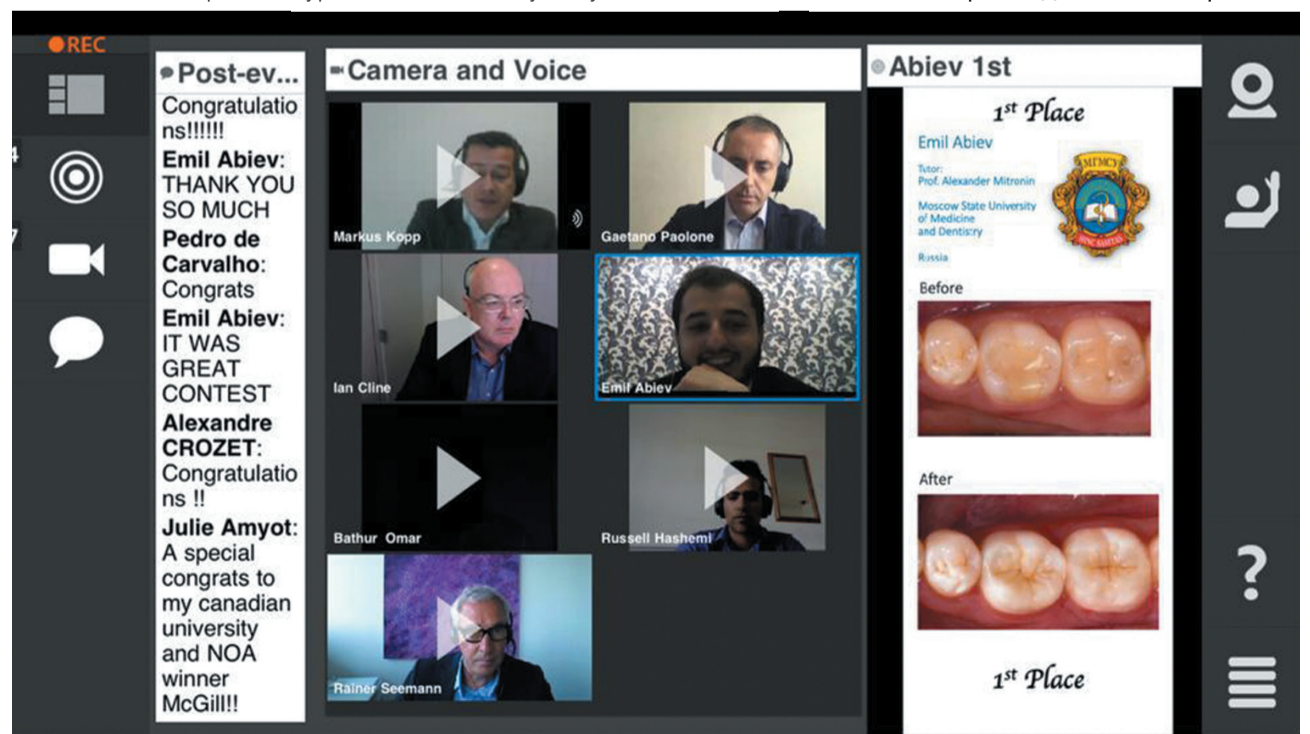 REC
Post-ev...
Congratulatio
ns!!!!!!
Emil Abiev:
THANK YOU
SO MUCH
Pedro de
Carvalho:
Congrats
Emil Abiev:
IT WAS
GREAT
CONTEST
Alexandre
CROZET:
Congratulatio
ns !!
Julie Amyot:
A special
congrats to
my canadian
university
and NOA
winner
McGill!!
4
7
Camera and Voice
Markus Kopp
Gaetano Paolone
Ian Cline
Emil Abiev
Bathur Omar
Russell Hashemi
Rainer Seemann
Abiev 1st
1st Place
Emil Abiev
Tutor:
Prof. Alexander Mitronin
Moscow State University
of Medicine
and Dentistry
Russia
МГМСУ
Before
After
1st Place
?